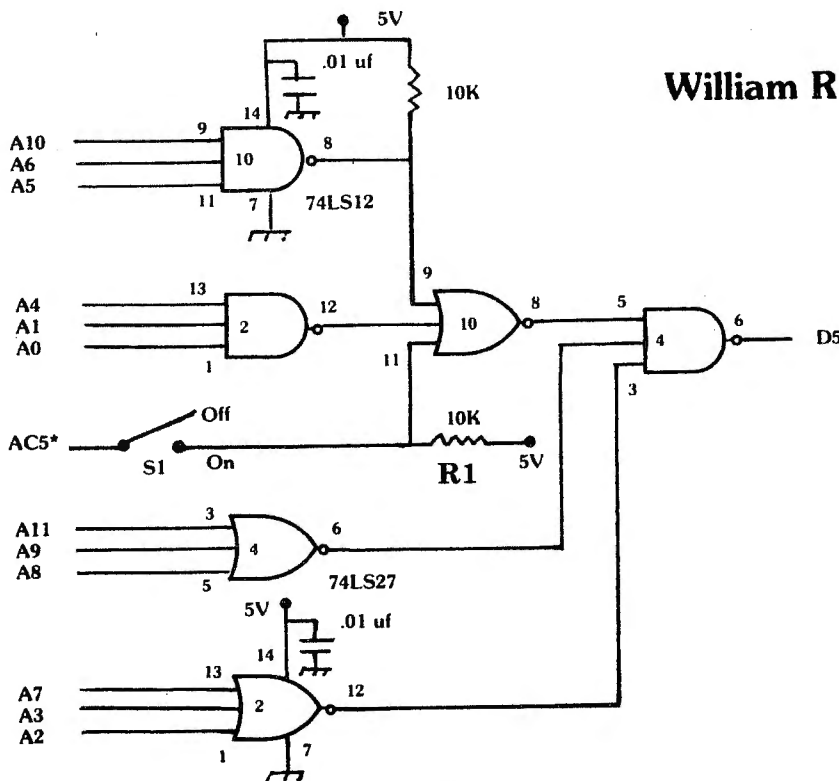 5V
.01 uf
10K
William R
14
9
8
A10
10
A6
A5
11
7
74LS12
9
13
A4
12
8
5
6
A1
2
10
4
D5
A0
1
11
3
Off
10K
AC5*
S1
On
5V
R1
3
6
A11
A9
4
A8
5
74LS27
5V
.01 uf
14
13
12
A7
A3
2
A2
1
7